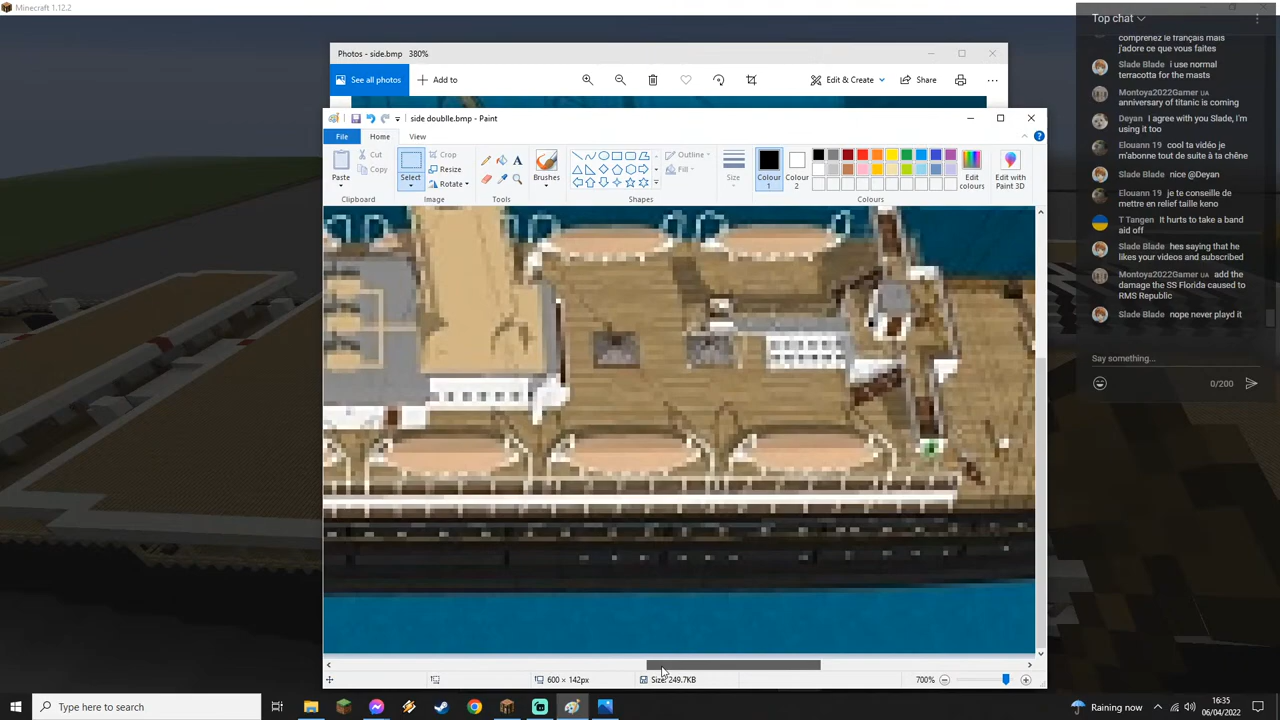 Minecraft 1.12.2
Photos - side.bmp 380%
See all photos
Add to
Edit & Create
Share
side doublle.bmp - Paint
File
Home
View
Paste
Cut
Copy
Clipboard
Select
Crop
Resize
Rotate
Image
Tools
Brushes
Outline
Fill
Shapes
Size
Colour 1
Colour 2
Edit colours
Colours
Edit with Paint 3D
600 × 142px
Size: 249.7KB
700%
Top chat
comprenez le français mais
j'adore ce que vous faites
Slade Blade i use normal
terracotta for the masts
Montoya2022Gamer UA
anniversary of titanic is coming
Deyan I agree with you Slade, I'm
using it too
Elouann 19 cool ta vidéo je
m'abonne tout de suite à ta chêne
Slade Blade nice @Deyan
Elouann 19 je te conseille de
mettre en relief taille keno
T Tangen It hurts to take a band
aid off
Slade Blade hes saying that he
likes your videos and subscribed
Montoya2022Gamer UA add the
damage the SS Florida caused to
RMS Republic
Slade Blade nope never playd it
Say something...
0/200
Type here to search
Raining now
16:35
06/04/2022